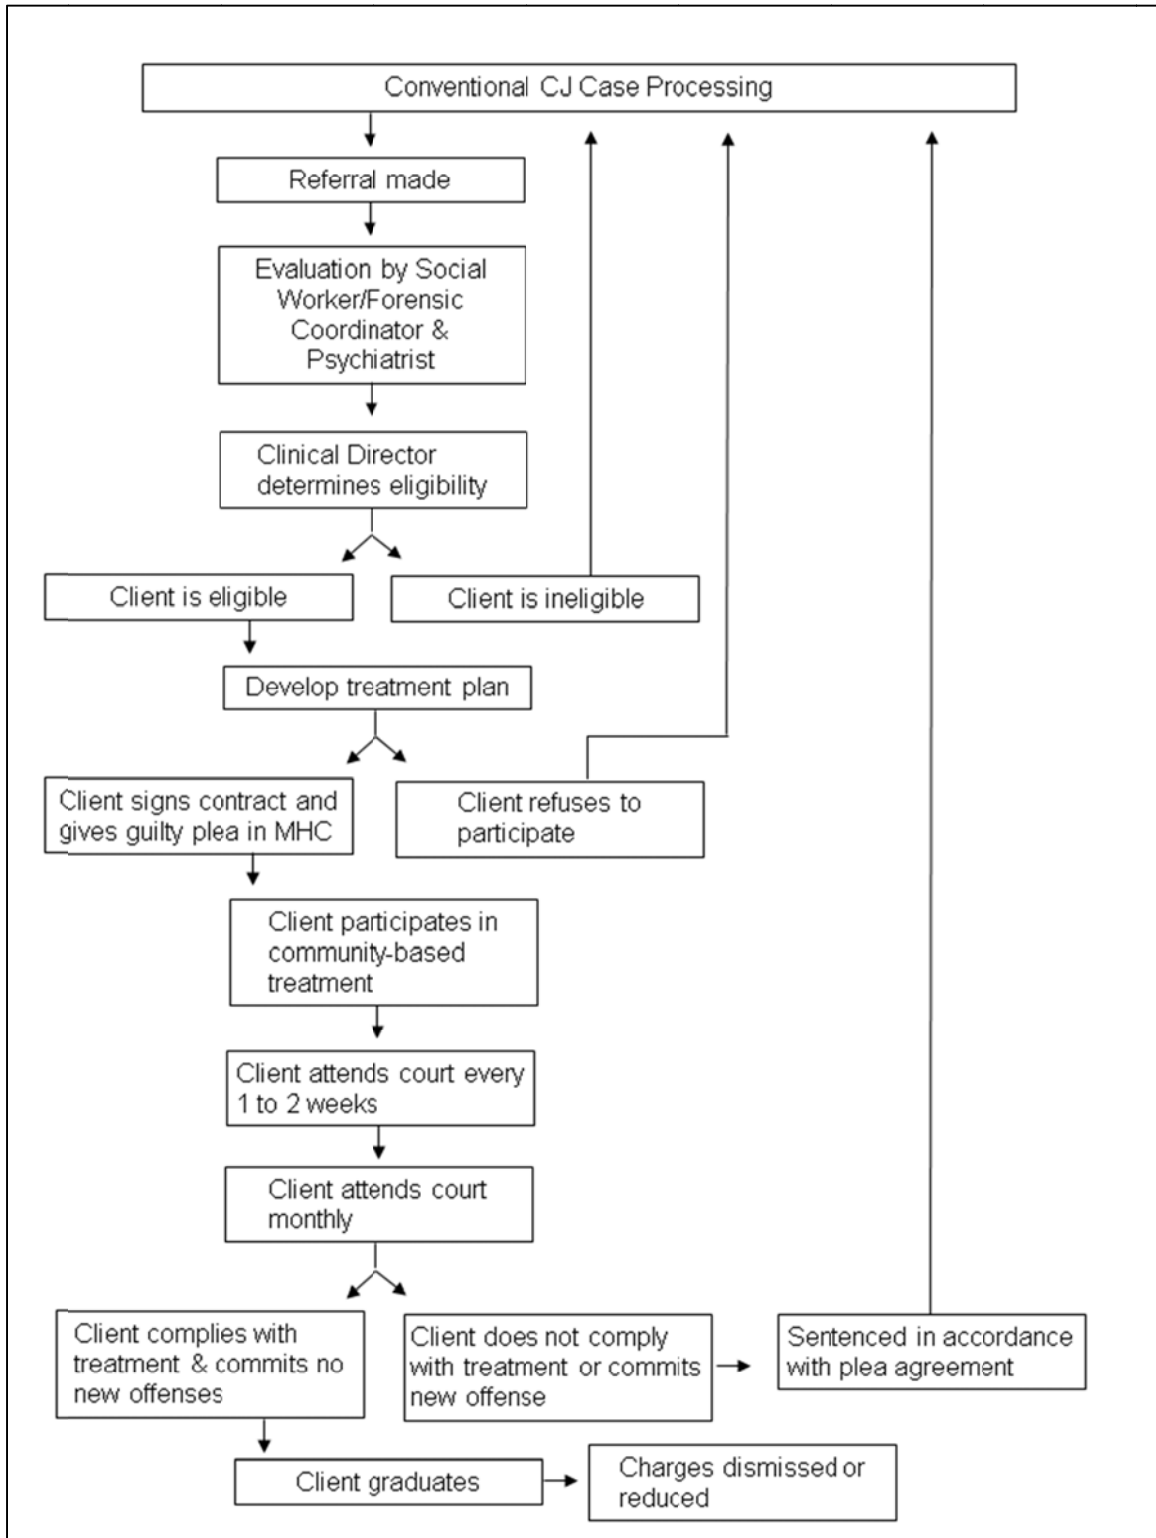 Conventional CJ Case Processing
Referral made
Evaluation by Social
Worker/Forensic
Coordinator &
Psychiatrist
Clinical Director
determines eligibility
Client is eligible
Client is ineligible
Develop treatment plan
Client signs contract and
gives guilty plea in MHC
Client refuses to
participate
Client participates in
community-based
treatment
Client attends court every
1 to 2 weeks
Client attends court
monthly
Client complies with
treatment & commits no
new offenses
Client does not comply
with treatment or commits
new offense
Sentenced in accordance
with plea agreement
Client graduates
Charges dismissed or
reduced